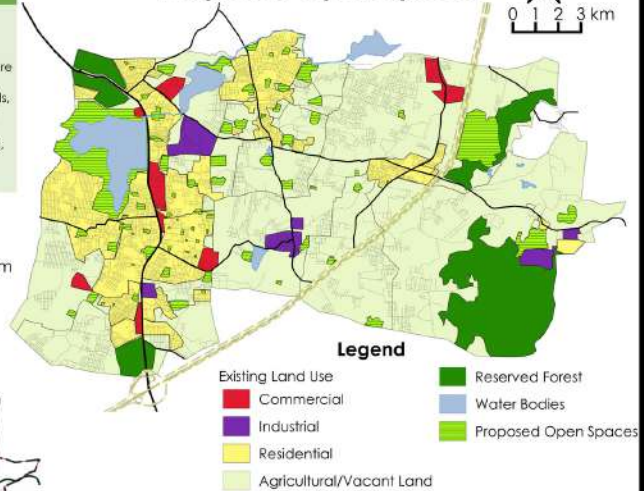 0 1 2 3 km
Legend
Existing Land Use
Commercial
Industrial
Residential
Agricultural/Vacant Land
Reserved Forest
Water Bodies
Proposed Open Spaces